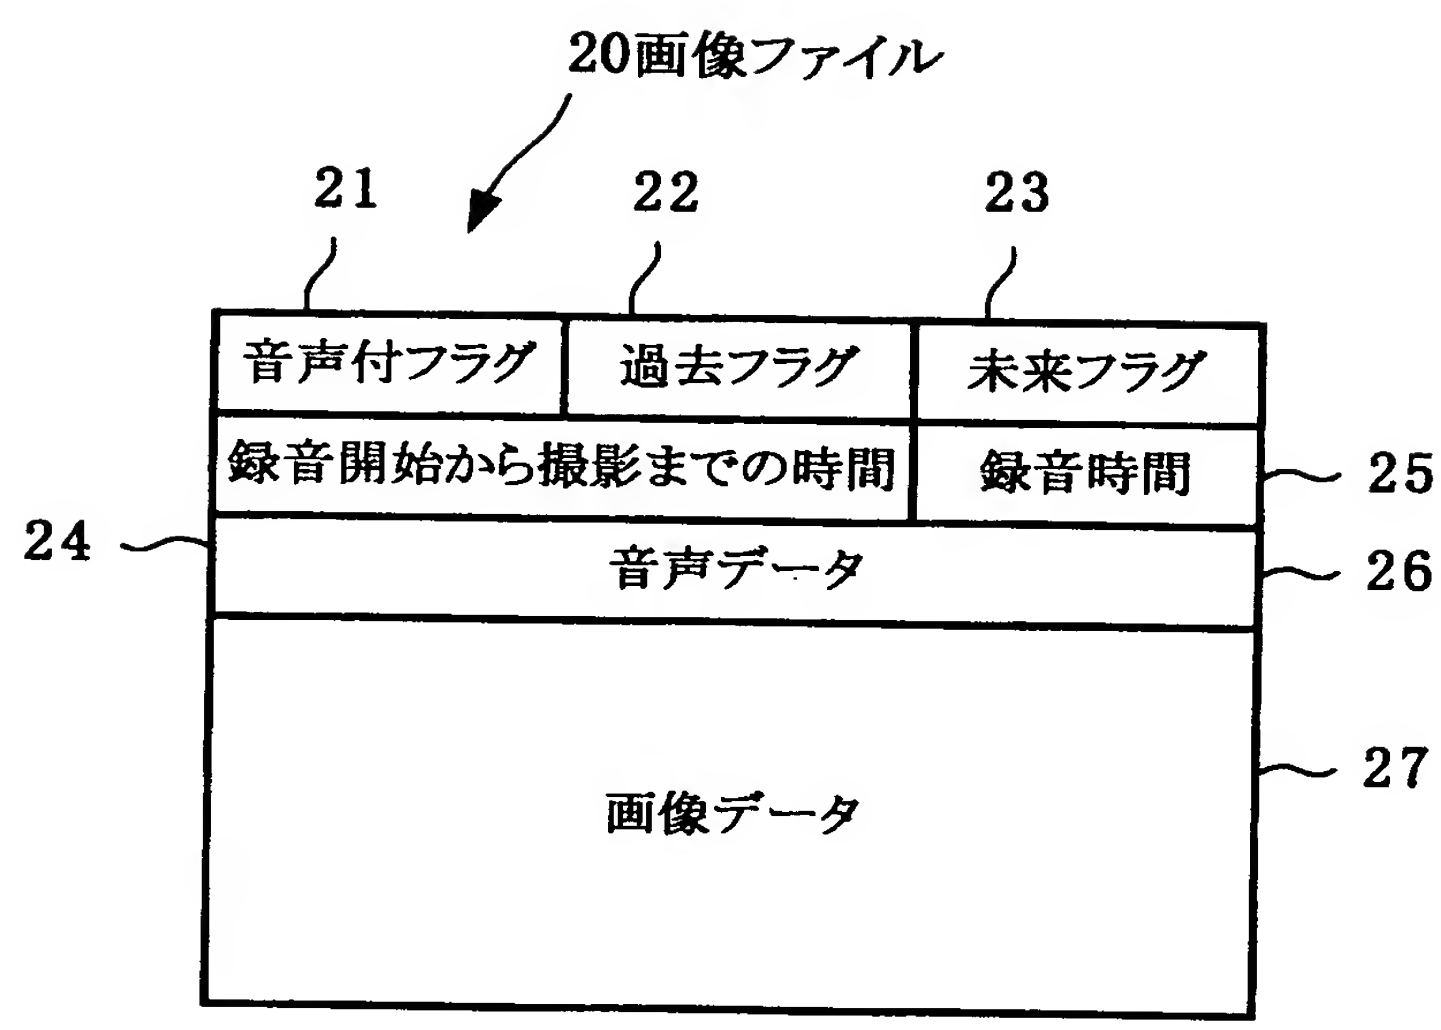 20画像ファイル
21
22
23
音声付フラグ
過去フラグ
未来フラグ
録音開始から撮影までの時間
録音時間
25
24
音声データ
26
画像データ
27